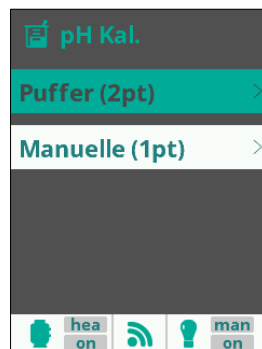 pH Kal.
Puffer (2pt)
Manuelle (1pt)
hea
on
man
on